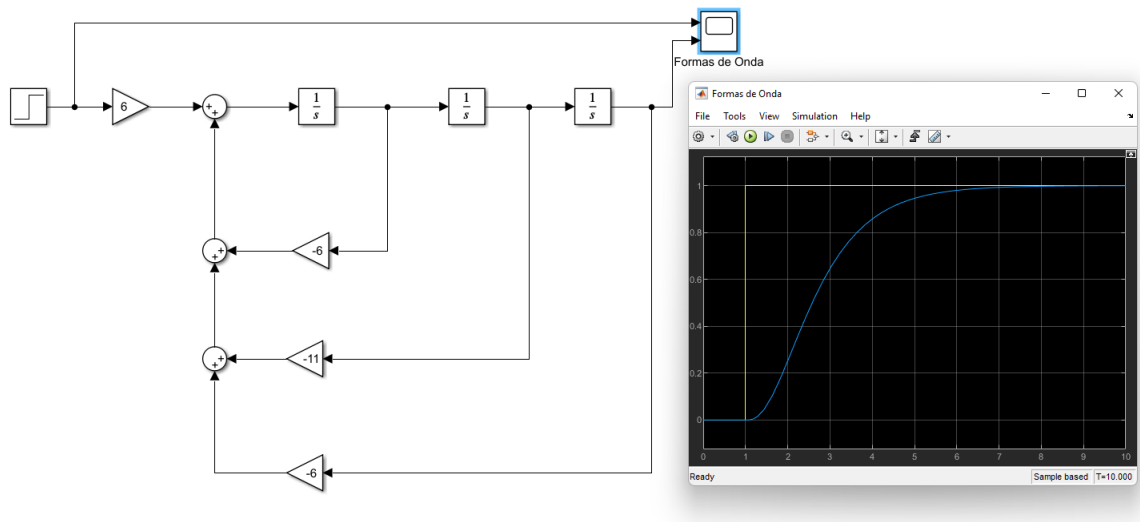 Formas de Onda
6
++
1
s
1
s
1
s
-6
++
-11
++
-6
Formas de Onda
File Tools View Simulation Help
1
0.8
0.6
0.4
0.2
0
0 1 2 3 4 5 6 7 8 9 10
Ready Sample based T=10.000